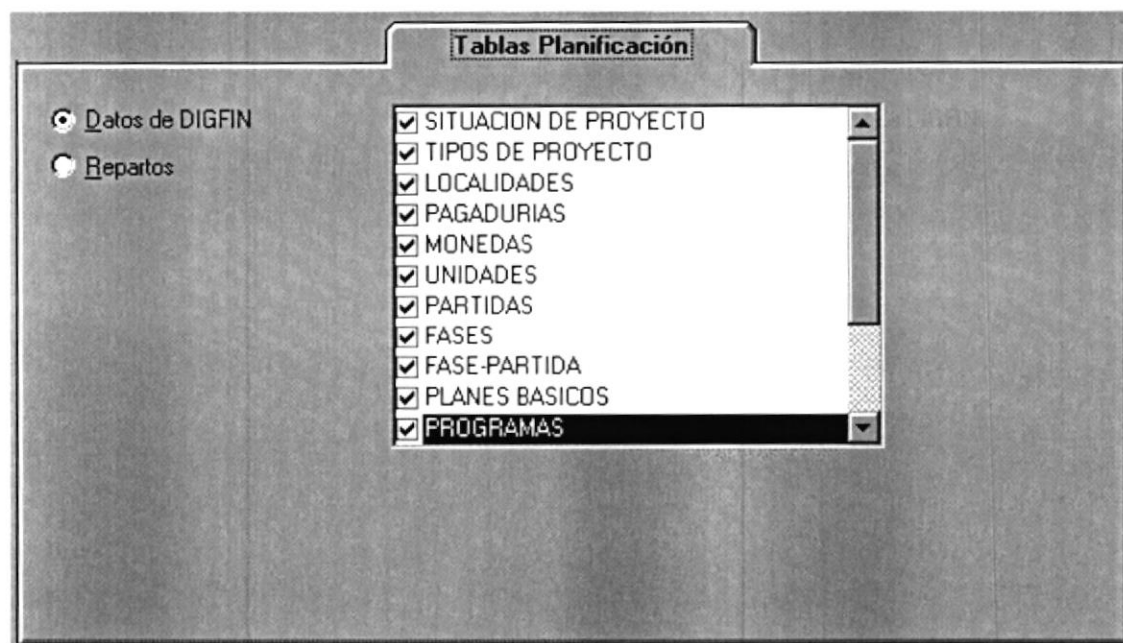 Tablas Planificación
Datos de DIGFIN
Repartos
SITUACION DE PROYECTO
TIPOS DE PROYECTO
LOCALIDADES
PAGADURIAS
MONEDAS
UNIDADES
PARTIDAS
FASES
FASE-PARTIDA
PLANES BASICOS
PROGRAMAS